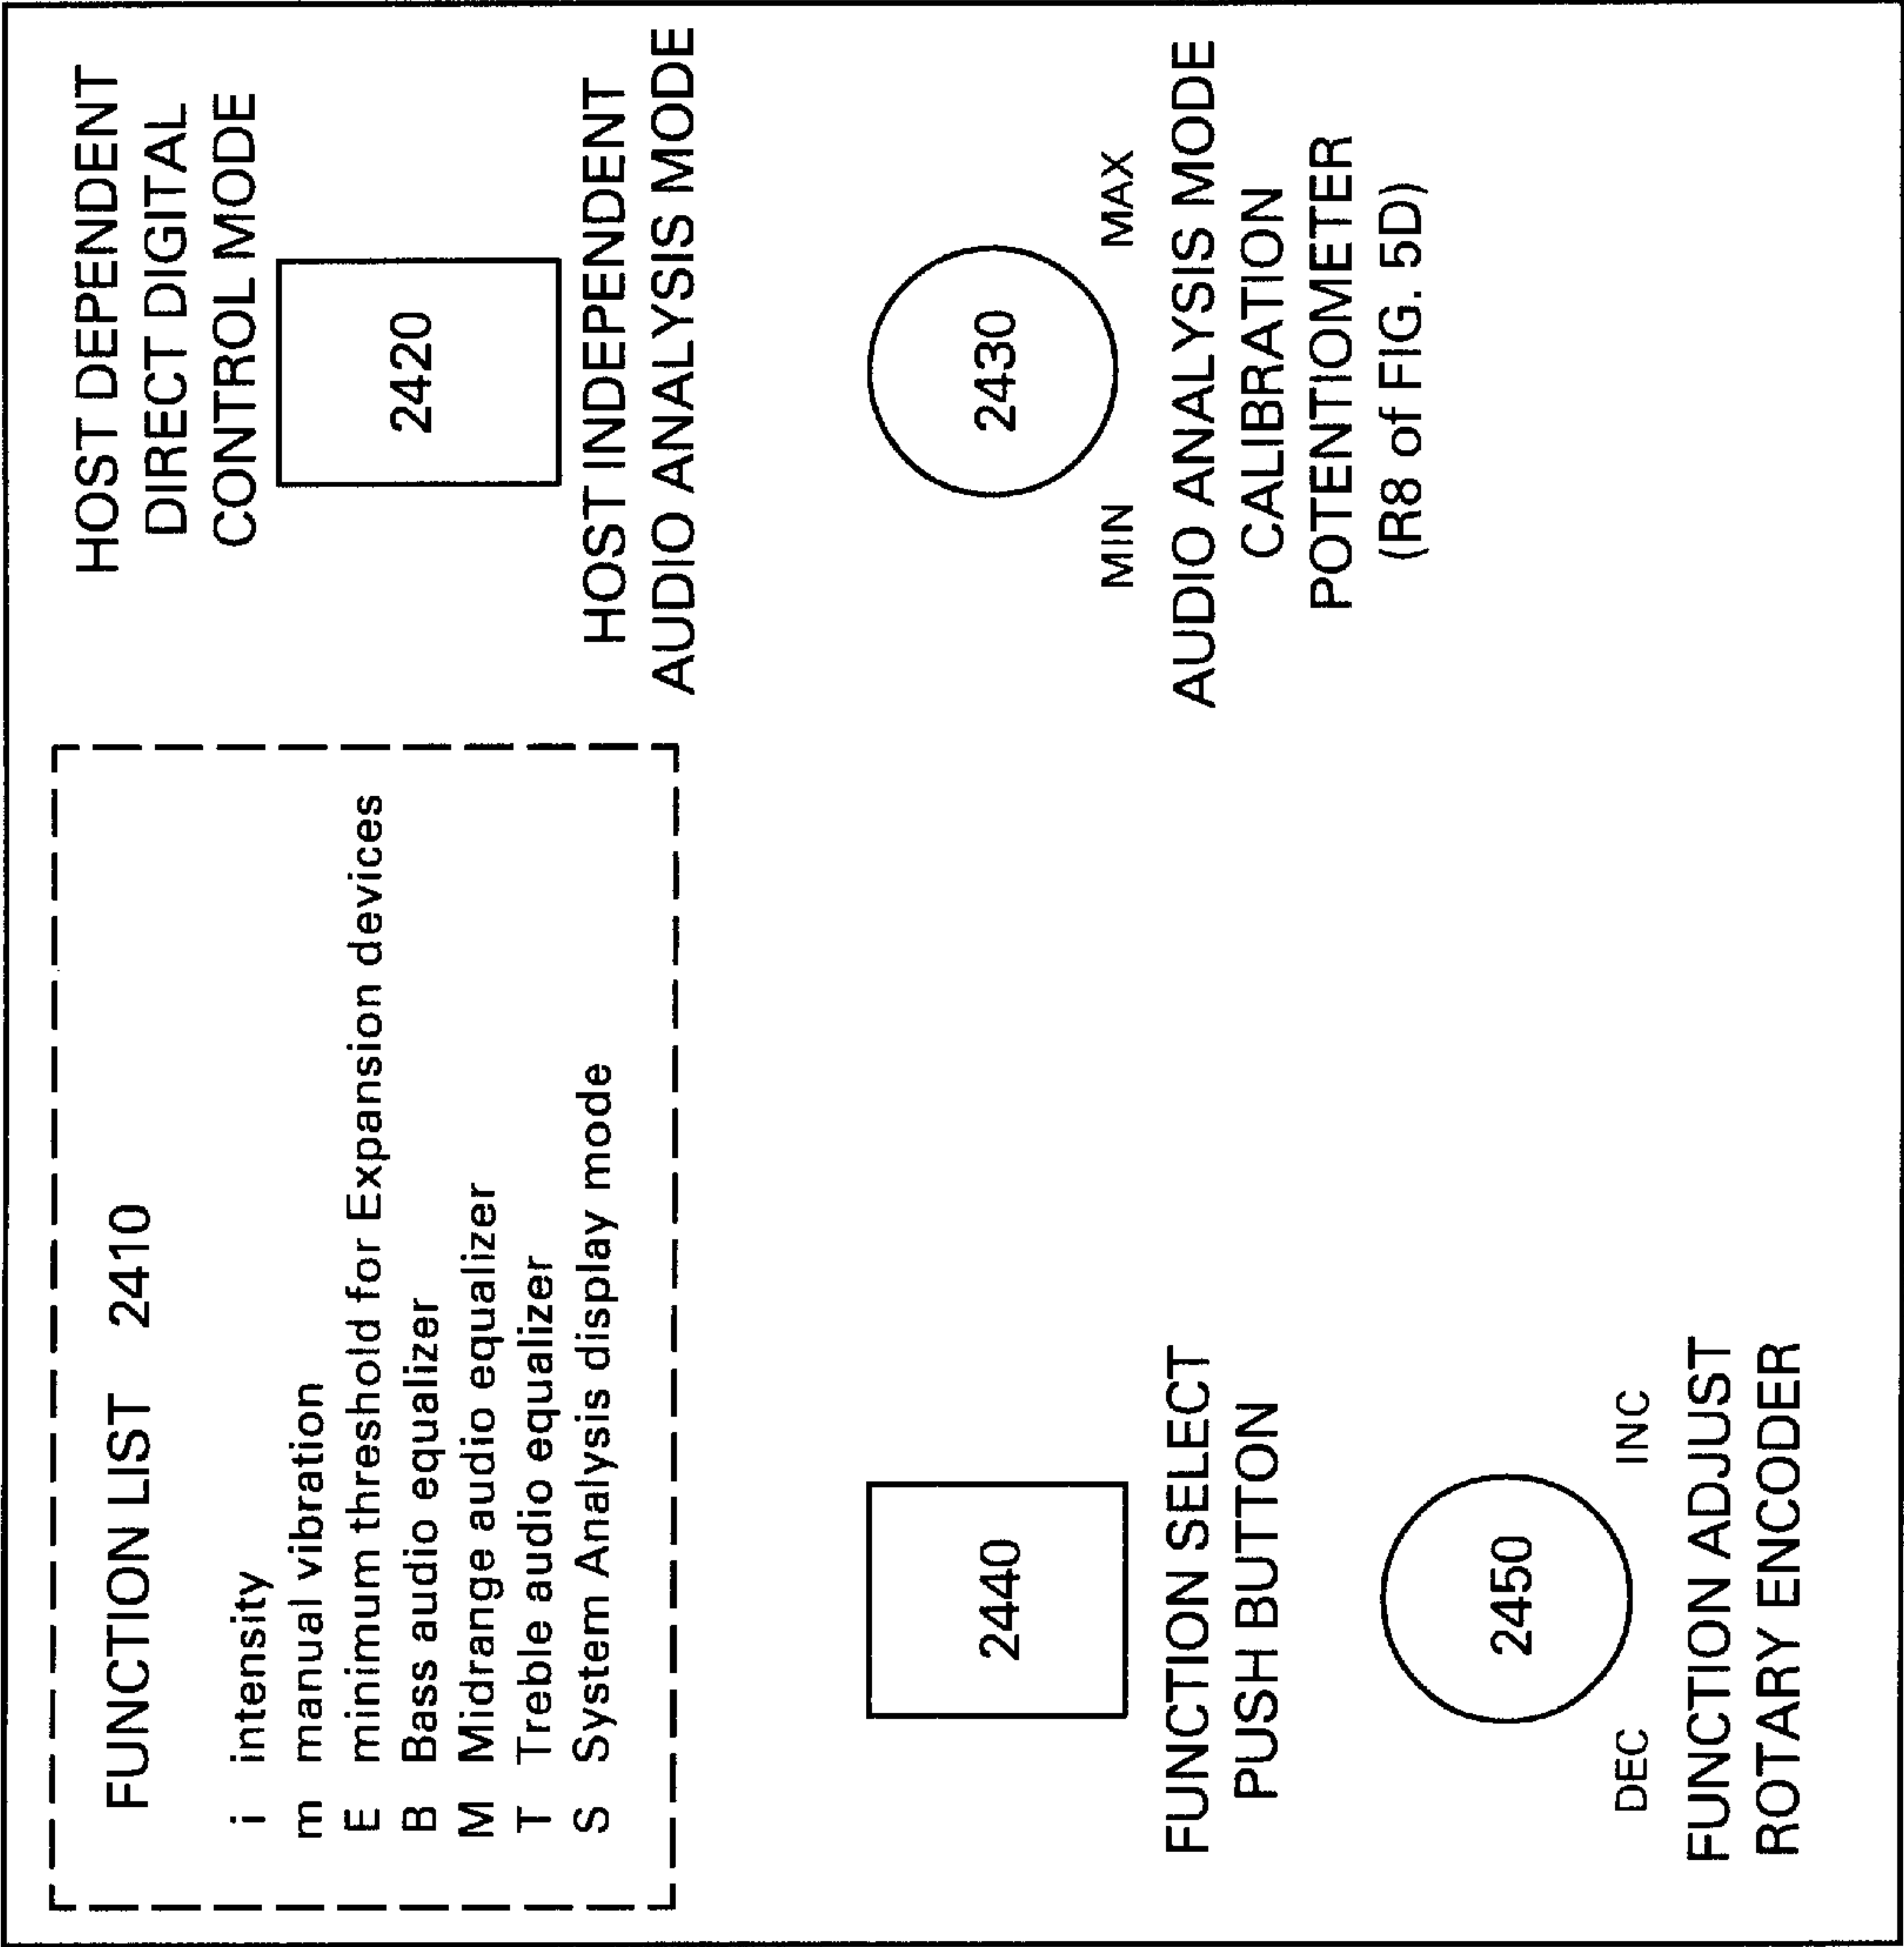 FUNCTION LIST 2410
i intensity
m manual vibration
E minimum threshold for Expansion devices
B Bass audio equalizer
M Midrange audio equalizer
T Treble audio equalizer
S System Analysis display mode
HOST DEPENDENT
DIRECT DIGITAL
CONTROL MODE
2420
HOST INDEPENDENT
AUDIO ANALYSIS MODE
2440
FUNCTION SELECT
PUSH BUTTON
2430
MIN MAX
AUDIO ANALYSIS MODE
CALIBRATION
POTENTIOMETER
(R8 of FIG. 5D)
2450
DEC INC
FUNCTION ADJUST
ROTARY ENCODER